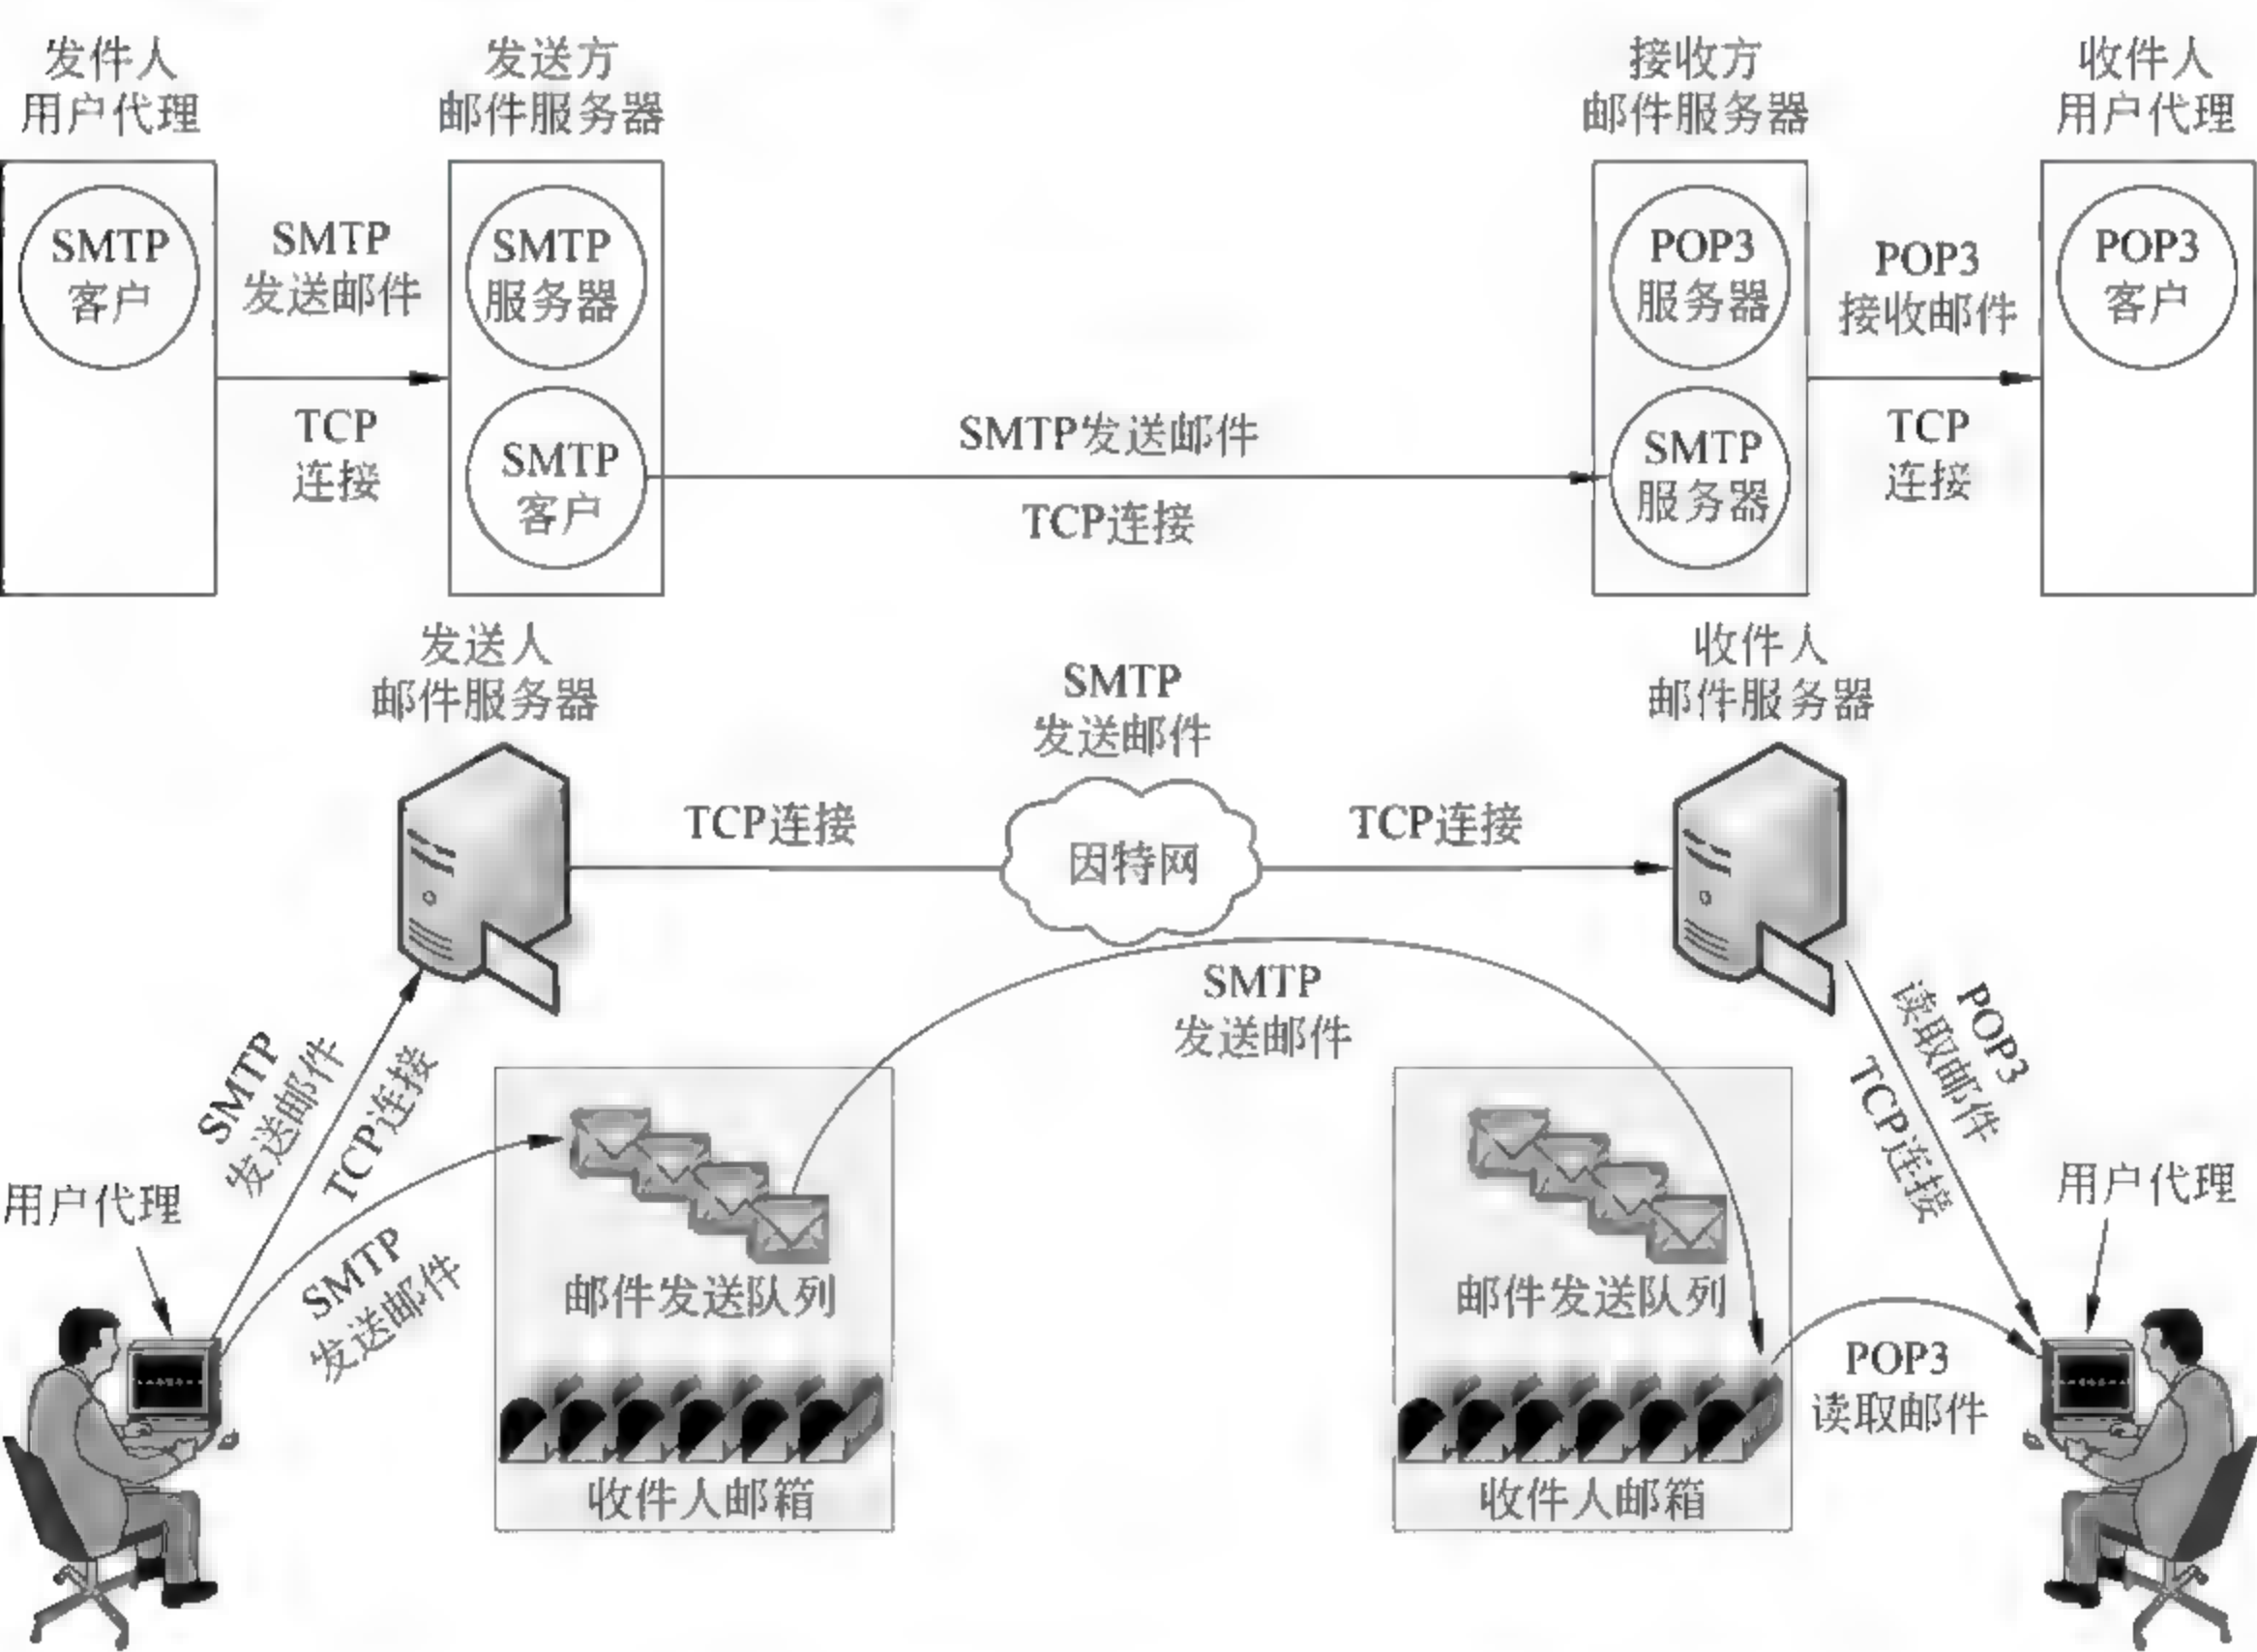 发件人
用户代理
发送方
邮件服务器
接收方
邮件服务器
收件人
用户代理
SMTP
客户
SMTP
发送邮件
TCP
连接
SMTP
服务器
SMTP
客户
SMTP发送邮件
TCP连接
POP3
服务器
SMTP
服务器
POP3
接收邮件
TCP
连接
POP3
客户
发送人
邮件服务器
SMTP
发送邮件
收件人
邮件服务器
TCP连接
因特网
TCP连接
SMTP
发送邮件
SMTP
发送邮件
TCP连接
POP3
读取邮件
TCP连接
用户代理
用户代理
SMTP
发送邮件
邮件发送队列
收件人邮箱
邮件发送队列
收件人邮箱
POP3
读取邮件